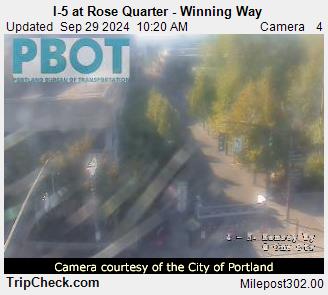 I-5 at Rose Quarter - Winning Way
Updated Sep 29 2024 10:20 AM Camera 4
PBOT
PORTLAND BUREAU OF TRANSPORTATION
Camera courtesy of the City of Portland
TripCheck.com Milepost302.00